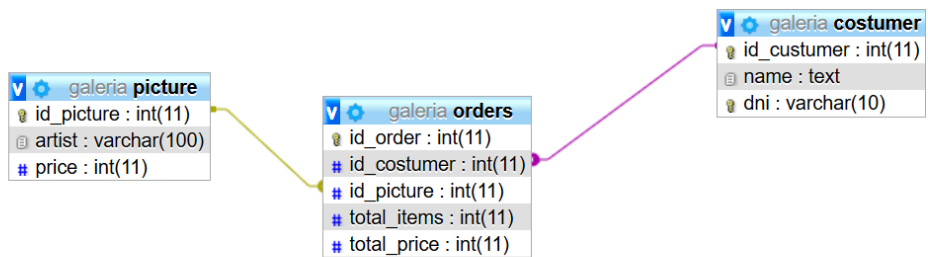 galeria picture
id_picture : int(11)
artist : varchar(100)
price : int(11)
galeria orders
id_order : int(11)
id_costumer : int(11)
id_picture : int(11)
total_items : int(11)
total_price : int(11)
galeria costumer
id_custumer : int(11)
name : text
dni : varchar(10)